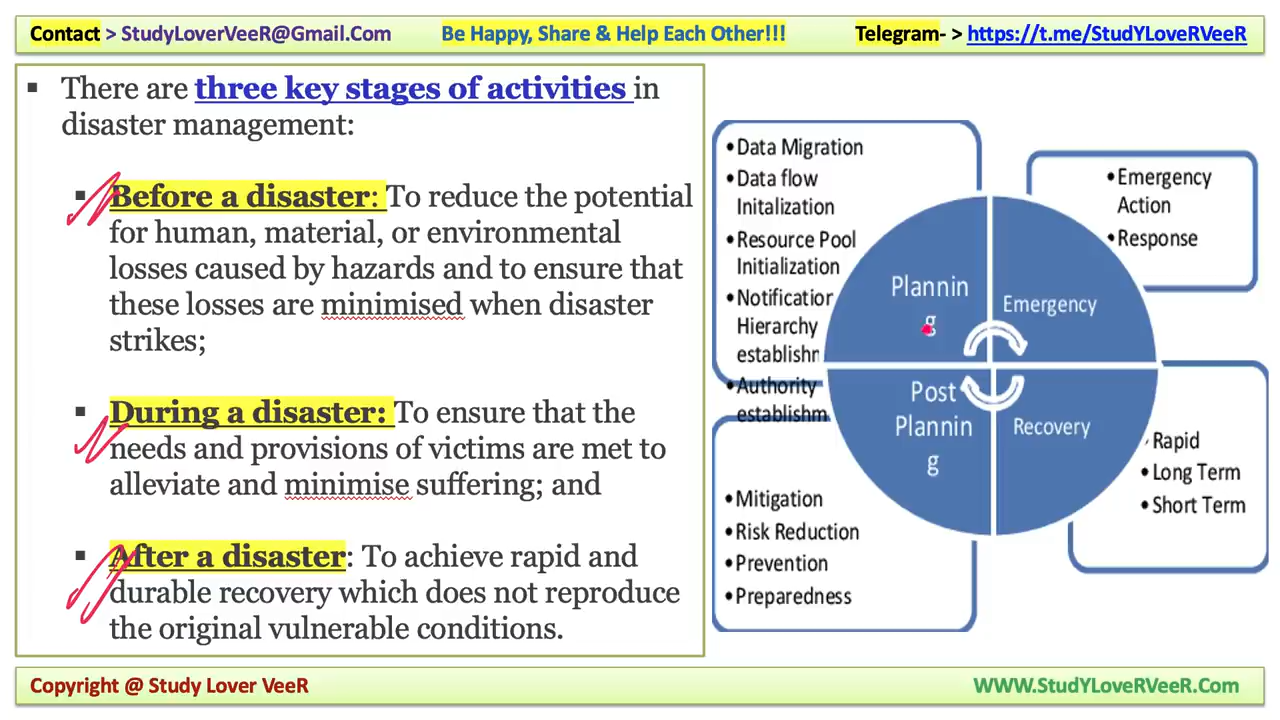 Contact > StudyLoverVeeR@Gmail.Com
Be Happy, Share & Help Each Other!!!
Telegram- > https://t.me/StudYLoveRVeeR
▪ There are three key stages of activities in
disaster management:
▪ Before a disaster: To reduce the potential
for human, material, or environmental
losses caused by hazards and to ensure that
these losses are minimised when disaster
strikes;
▪ During a disaster: To ensure that the
needs and provisions of victims are met to
alleviate and minimise suffering; and
▪ After a disaster: To achieve rapid and
durable recovery which does not reproduce
the original vulnerable conditions.
•Data Migration
•Data flow
Initalization
•Resource Pool
Initialization
•Notification
Hierarchy
establishm
•Authority
establishm
Plannin
g
Emergency
•Emergency
Action
•Response
Post
Plannin
g
Recovery
•Mitigation
•Risk Reduction
•Prevention
•Preparedness
•Rapid
•Long Term
•Short Term
Copyright @ Study Lover VeeR
WWW.StudYLoveRVeeR.Com